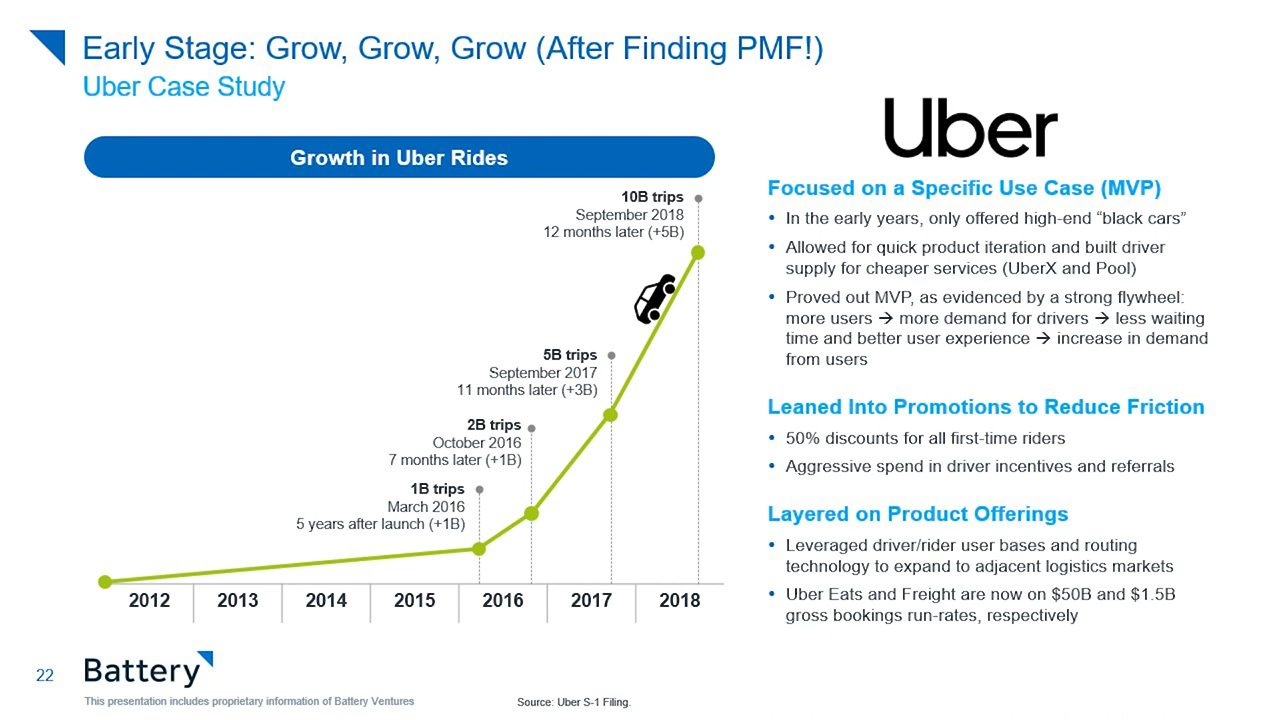 Early Stage: Grow, Grow, Grow (After Finding PMF!)
Uber Case Study
Growth in Uber Rides
10B trips
September 2018
12 months later (+5B)
5B trips
September 2017
11 months later (+3B)
2B trips
October 2016
7 months later (+1B)
1B trips
March 2016
5 years after launch (+1B)
2012 2013 2014 2015 2016 2017 2018
Uber
Focused on a Specific Use Case (MVP)
• In the early years, only offered high-end “black cars”
• Allowed for quick product iteration and built driver
supply for cheaper services (UberX and Pool)
• Proved out MVP, as evidenced by a strong flywheel:
more users → more demand for drivers → less waiting
time and better user experience → increase in demand
from users
Leaned Into Promotions to Reduce Friction
• 50% discounts for all first-time riders
• Aggressive spend in driver incentives and referrals
Layered on Product Offerings
• Leveraged driver/rider user bases and routing
technology to expand to adjacent logistics markets
• Uber Eats and Freight are now on $50B and $1.5B
gross bookings run-rates, respectively
22
Battery
This presentation includes proprietary information of Battery Ventures
Source: Uber S-1 Filing.